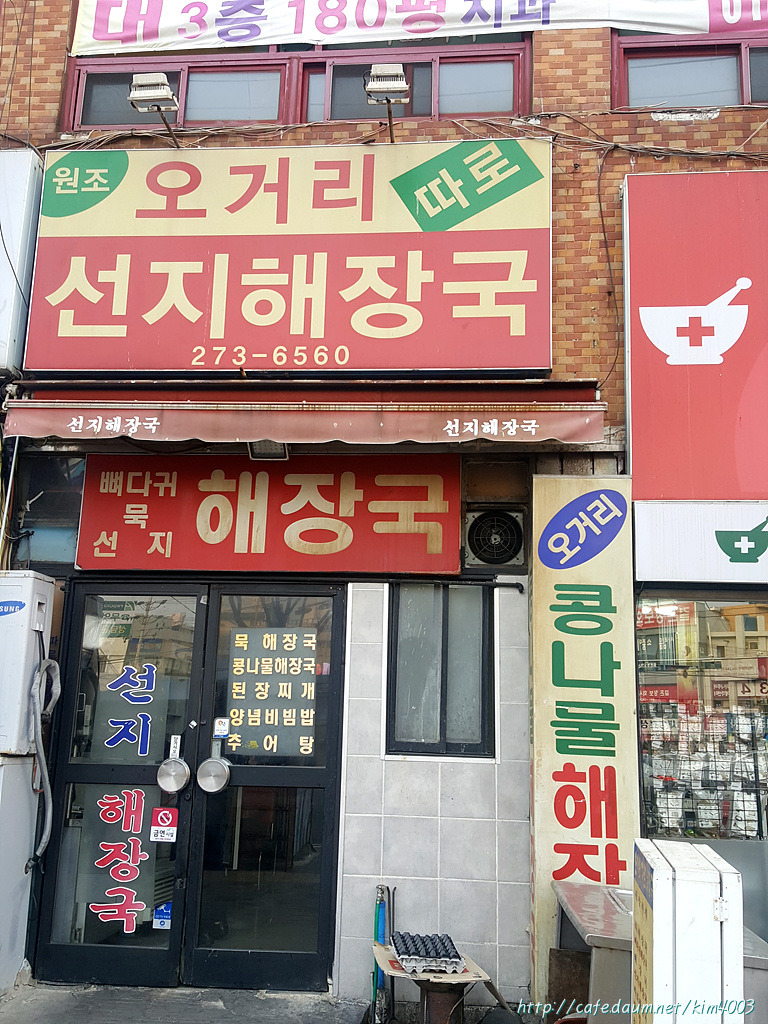 대 3층 180평 치과
원조 오거리 따로
선지해장국
273-6560
선지해장국 선지해장국
뼈다귀
묵
선지
해장국
오거리
콩나물해장
묵해장국
콩나물해장국
된장찌개
양념비빔밥
추어탕
선지
해장국
금연
SAMSUNG
http://cafe.daum.net/kim4003